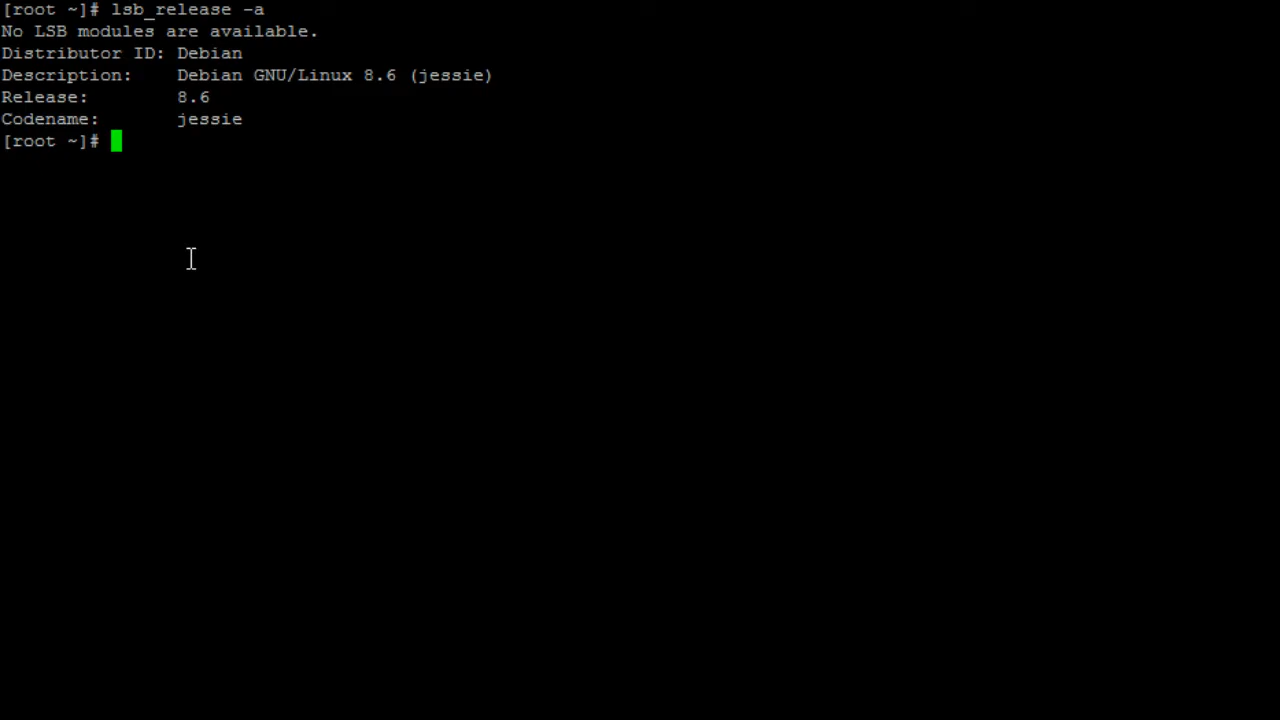 [root ~]# lsb_release -a
No LSB modules are available.
Distributor ID: Debian
Description:    Debian GNU/Linux 8.6 (jessie)
Release:        8.6
Codename:       jessie
[root ~]#